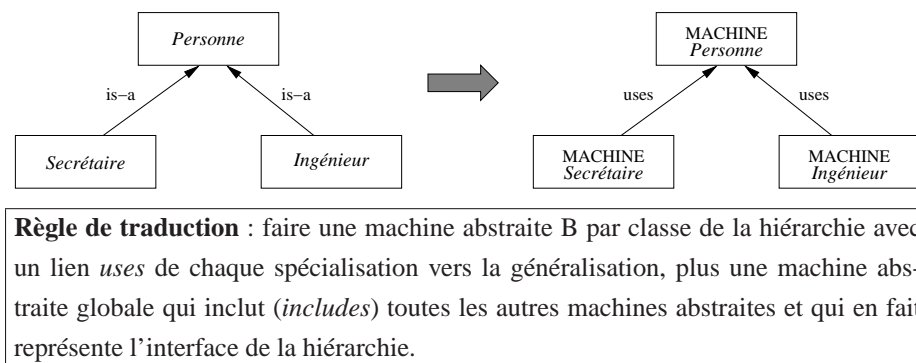 Personne
is−a
is−a
Secrétaire
Ingénieur
MACHINE
Personne
uses
uses
MACHINE
Secrétaire
MACHINE
Ingénieur
Règle de traduction : faire une machine abstraite B par classe de la hiérarchie avec
un lien uses de chaque spécialisation vers la généralisation, plus une machine abs-
traite globale qui inclut (includes) toutes les autres machines abstraites et qui en fait
représente l’interface de la hiérarchie.